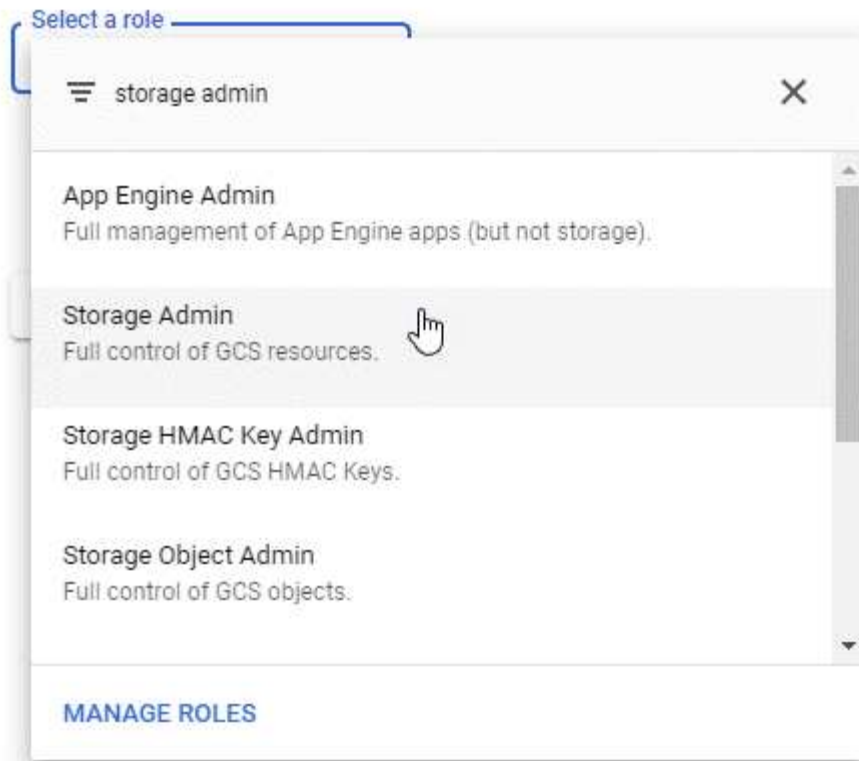 Select a role
storage admin
App Engine Admin
Full management of App Engine apps (but not storage).
Storage Admin
Full control of GCS resources.
Storage HMAC Key Admin
Full control of GCS HMAC Keys.
Storage Object Admin
Full control of GCS objects.
MANAGE ROLES